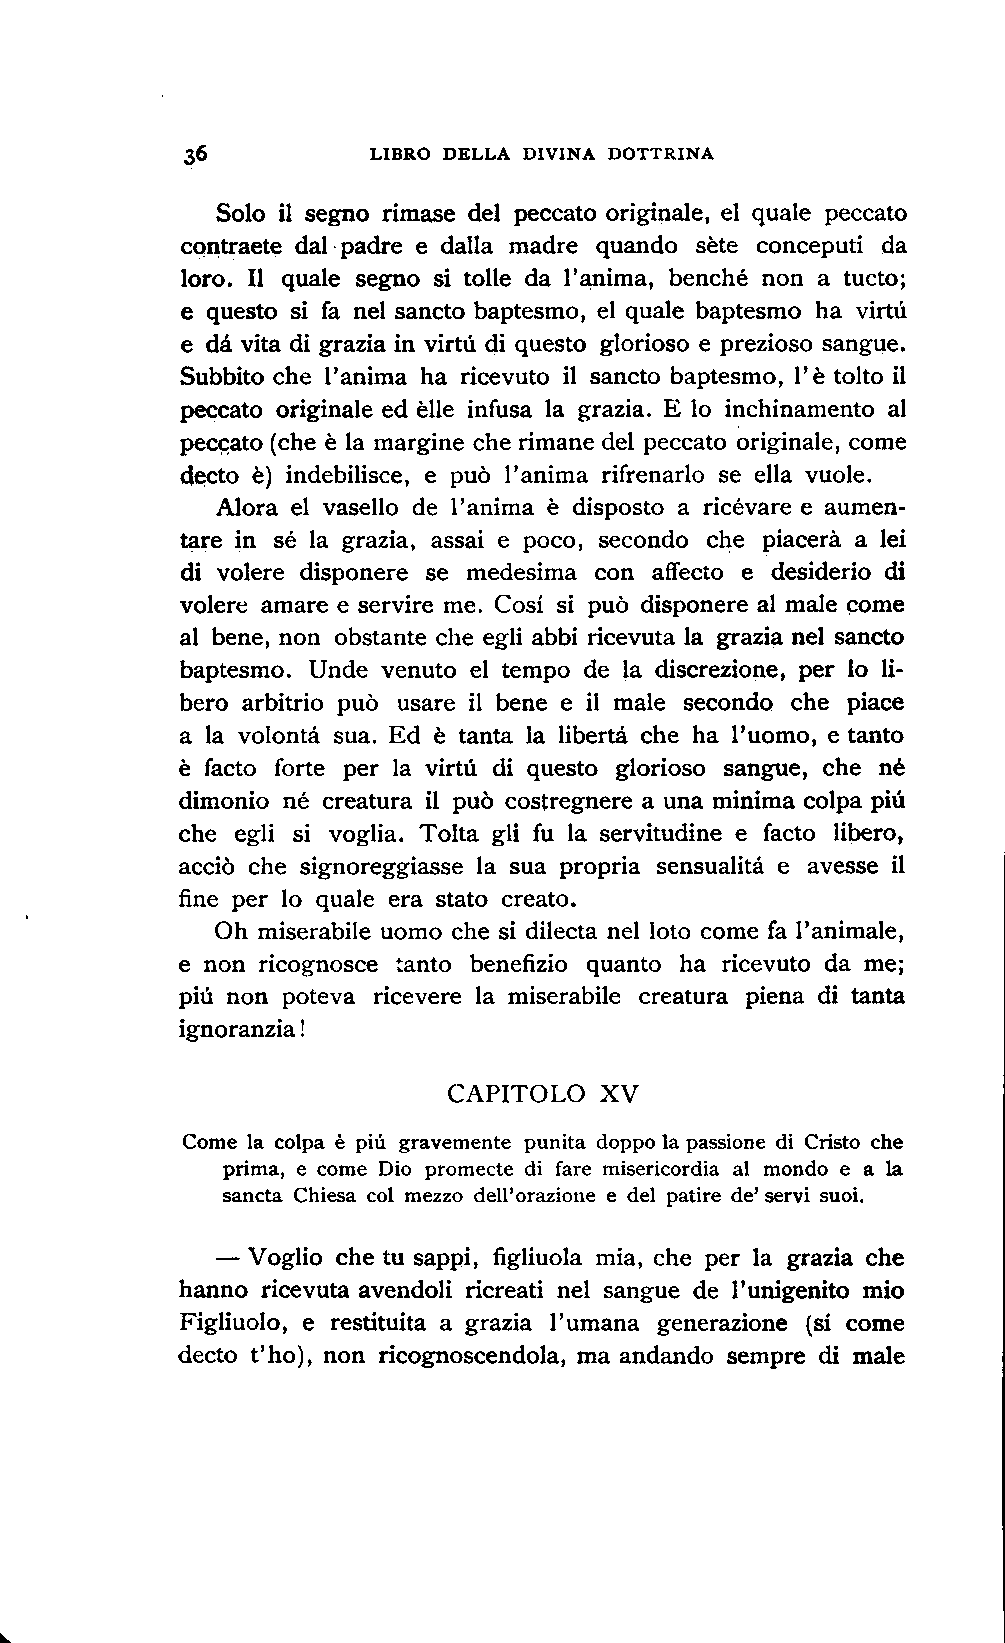 36 LIBRO DELLA DIVINA DOTTRINA
Solo il segno rimase del peccato originale, el quale peccato
contraete dal padre e dalla madre quando sète conceputi da
loro. Il quale segno si tolle da l'anima, benché non a tucto;
e questo si fa nel sancto baptesmo, el quale baptesmo ha virtú
e dá vita di grazia in virtú di questo glorioso e prezioso sangue.
Subbito che l'anima ha ricevuto il sancto baptesmo, l'è tolto il
peccato originale ed èlle infusa la grazia. E lo inchinamento al
peccato (che è la margine che rimane del peccato originale, come
decto è) indebilisce, e può l'anima rifrenarlo se ella vuole.
Alora el vasello de l'anima è disposto a ricévare e aumen-
tare in sé la grazia, assai e poco, secondo che piacerà a lei
di volere disponere se medesima con affecto e desiderio di
volere amare e servire me. Cosí si può disponere al male come
al bene, non obstante che egli abbi ricevuta la grazia nel sancto
baptesmo. Unde venuto el tempo de la discrezione, per lo li-
bero arbitrio può usare il bene e il male secondo che piace
a la volontá sua. Ed è tanta la libertá che ha l'uomo, e tanto
è facto forte per la virtú di questo glorioso sangue, che né
dimonio né creatura il può costregnere a una minima colpa piú
che egli si voglia. Tolta gli fu la servitudine e facto libero,
acciò che signoreggiasse la sua propria sensualitá e avesse il
fine per lo quale era stato creato.
Oh miserabile uomo che si dilecta nel loto come fa l'animale,
e non ricognosce tanto benefizio quanto ha ricevuto da me;
piú non poteva ricevere la miserabile creatura piena di tanta
ignoranzia!
CAPITOLO XV
Come la colpa è piú gravemente punita doppo la passione di Cristo che
prima, e come Dio promecte di fare misericordia al mondo e a la
sancta Chiesa col mezzo dell'orazione e del patire de' servi suoi.
— Voglio che tu sappi, figliuola mia, che per la grazia che
hanno ricevuta avendoli ricreati nel sangue de l'unigenito mio
Figliuolo, e restituita a grazia l'umana generazione (sí come
decto t'ho), non ricognoscendola, ma andando sempre di male